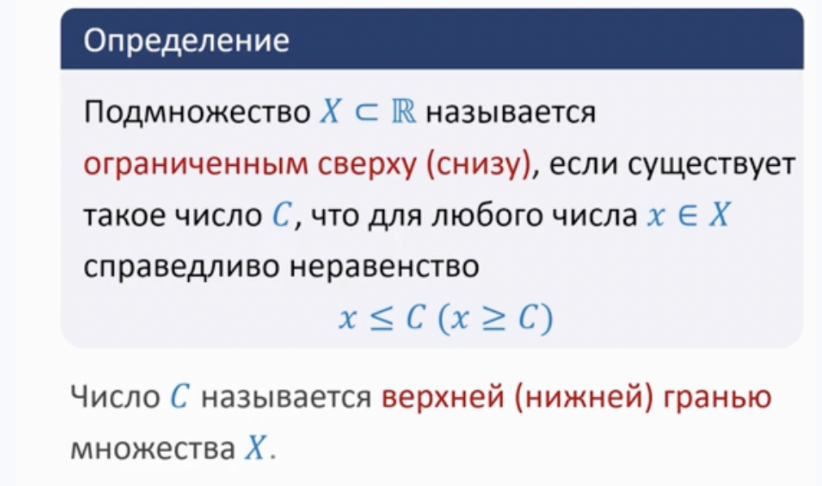 Определение
Подмножество X ⊂ ℝ называется
ограниченным сверху (снизу), если существует
такое число C, что для любого числа x ∈ X
справедливо неравенство
x ≤ C (x ≥ C)
Число C называется верхней (нижней) гранью
множества X.